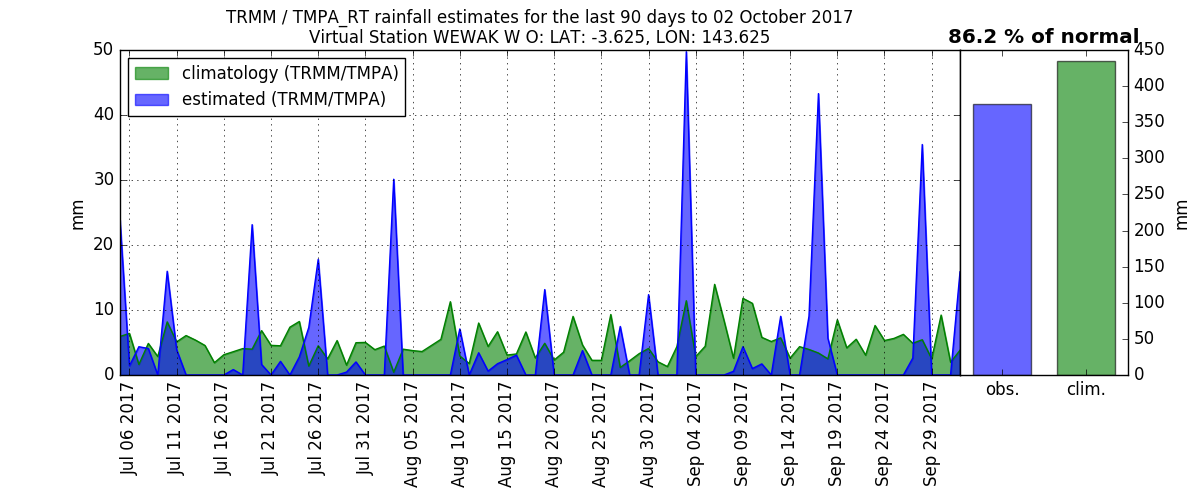 TRMM / TMPA_RT rainfall estimates for the last 90 days to 02 October 2017
Virtual Station WEWAK W O: LAT: -3.625, LON: 143.625
86.2 % of normal
climatology (TRMM/TMPA)
estimated (TRMM/TMPA)
50
40
30
20
10
0
mm
Jul 06 2017
Jul 11 2017
Jul 16 2017
Jul 21 2017
Jul 26 2017
Jul 31 2017
Aug 05 2017
Aug 10 2017
Aug 15 2017
Aug 20 2017
Aug 25 2017
Aug 30 2017
Sep 04 2017
Sep 09 2017
Sep 14 2017
Sep 19 2017
Sep 24 2017
Sep 29 2017
obs.
clim.
450
400
350
300
250
200
150
100
50
0
mm